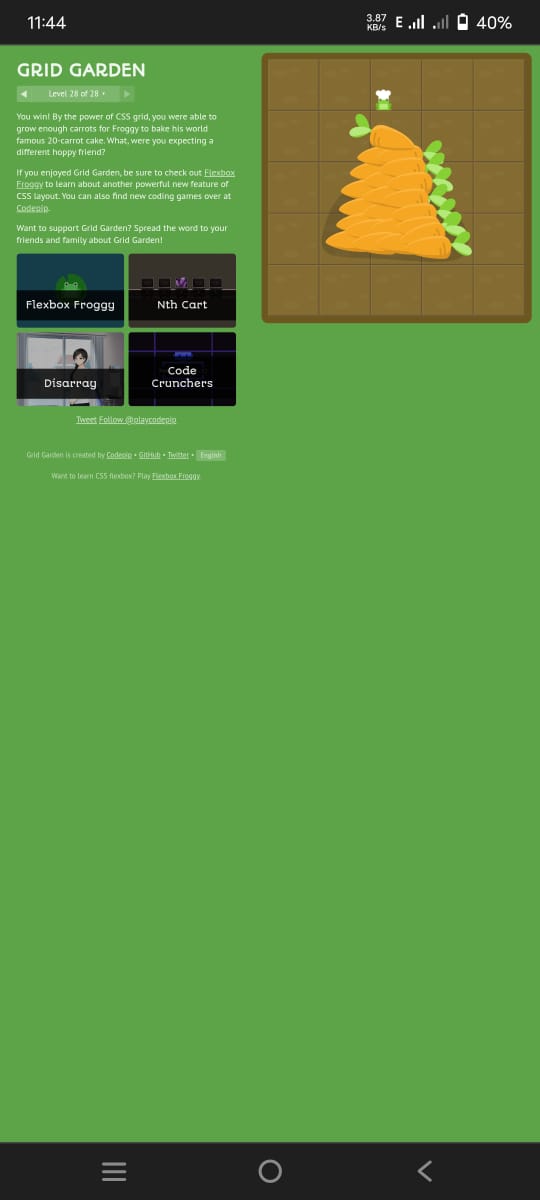 11:44
3.87
KB/s
E
40%
GRID GARDEN
Level 28 of 28
You win! By the power of CSS grid, you were able to
grow enough carrots for Froggy to bake his world
famous 20-carrot cake. What, were you expecting a
different hoppy friend?
If you enjoyed Grid Garden, be sure to check out Flexbox
Froggy to learn about another powerful new feature of
CSS layout. You can also find new coding games over at
Codepip.
Want to support Grid Garden? Spread the word to your
friends and family about Grid Garden!
Flexbox Froggy
Nth Cart
Disarray
Code
Crunchers
Tweet Follow @playcodepip
Grid Garden is created by Codepip • GitHub • Twitter • English
Want to learn CSS flexbox? Play Flexbox Froggy.